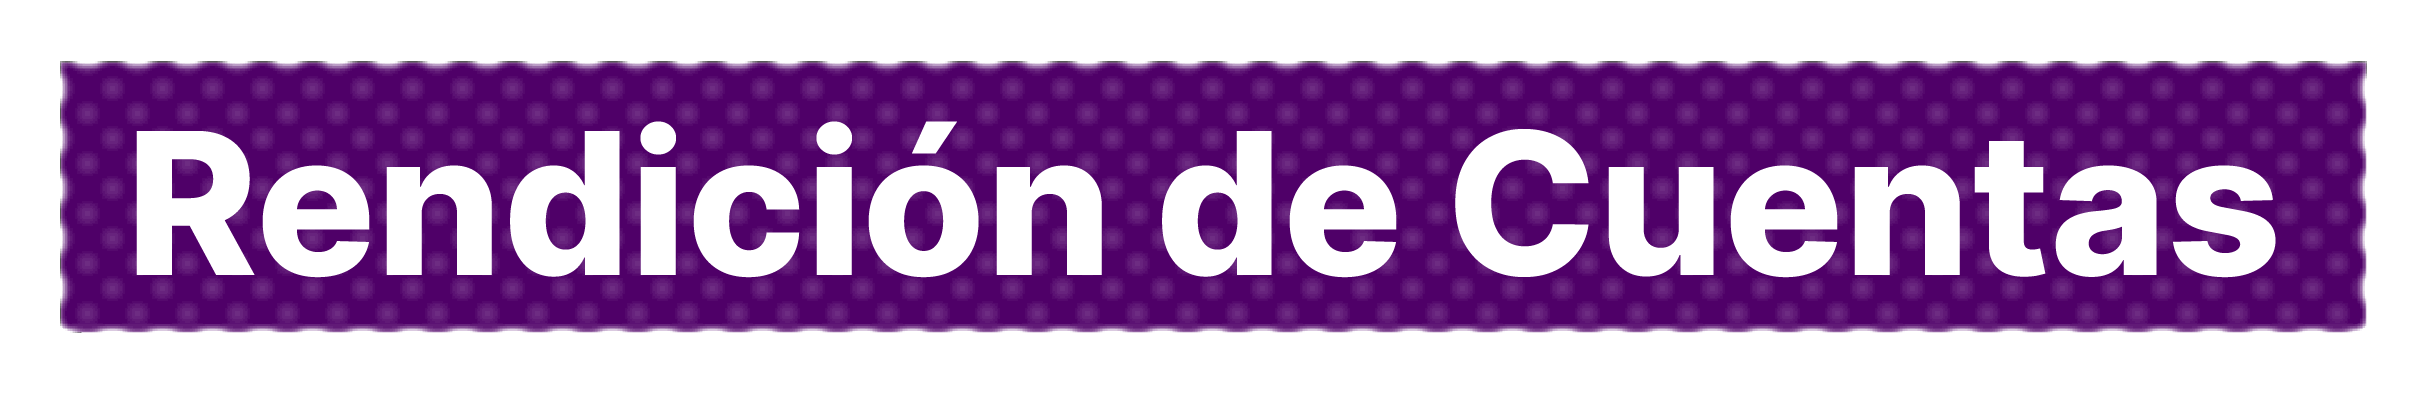 Rendición de Cuentas